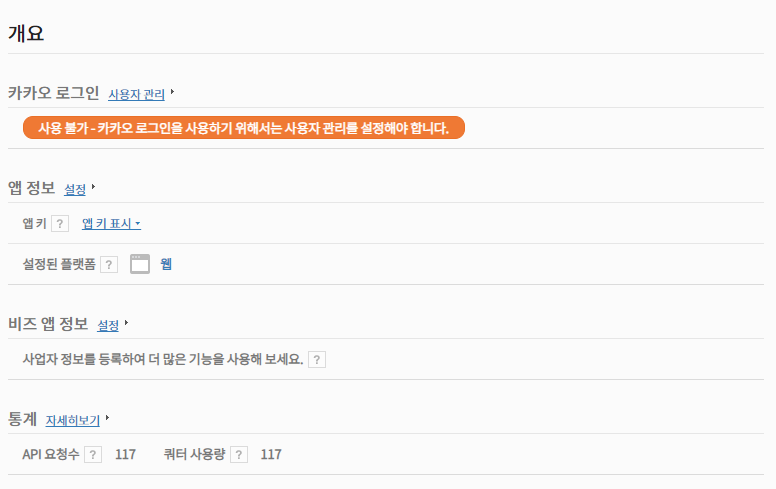 개요
카카오 로그인 사용자 관리
사용 불가 - 카카오 로그인을 사용하기 위해서는 사용자 관리를 설정해야 합니다.
앱 정보 설정
앱 키 ? 앱 키 표시
설정된 플랫폼 ? 웹
비즈 앱 정보 설정
사업자 정보를 등록하여 더 많은 기능을 사용해 보세요. ?
통계 자세히보기
API 요청수 ? 117 쿼터 사용량 ? 117